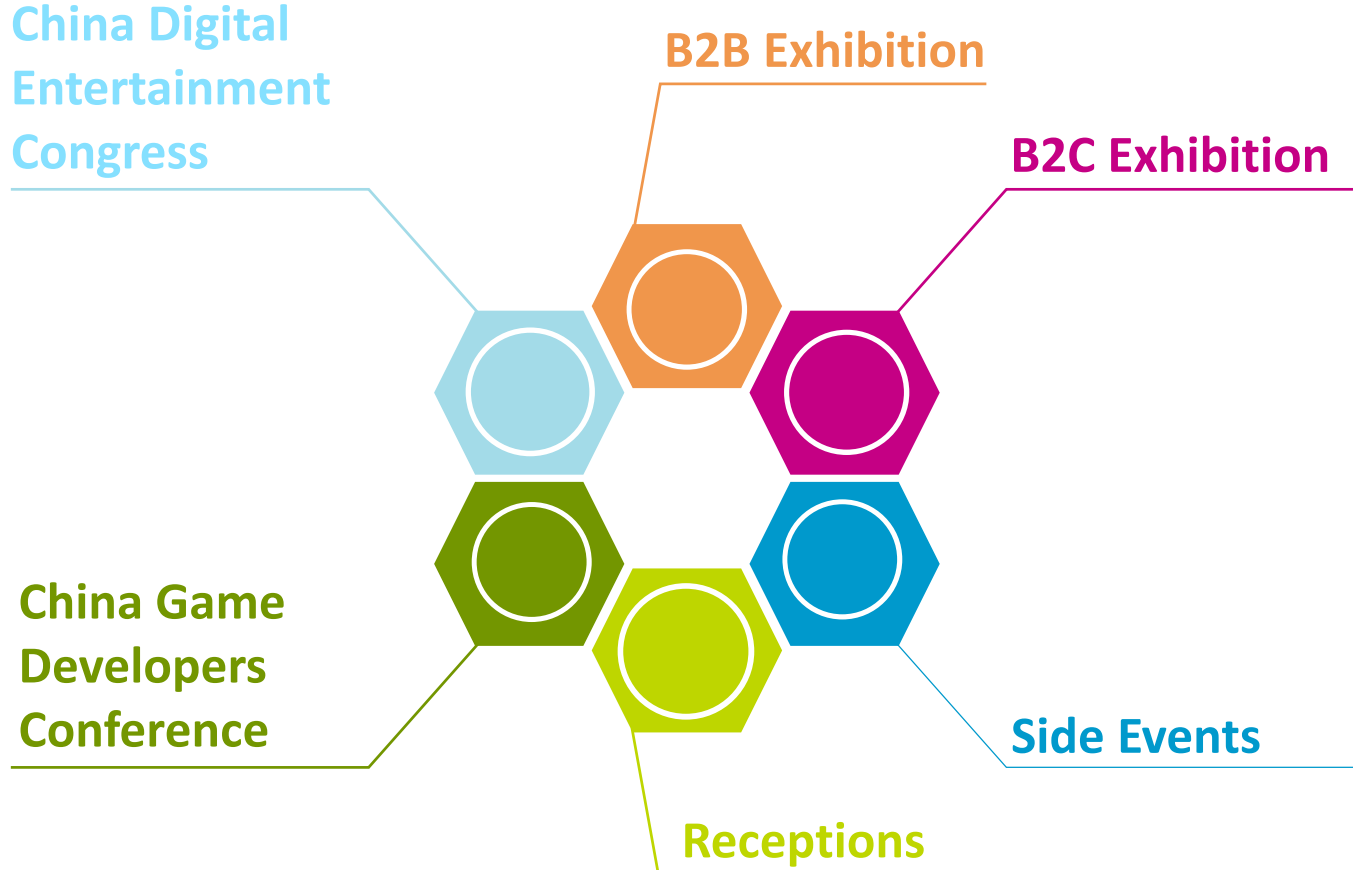 China Digital
Entertainment
Congress
B2B Exhibition
B2C Exhibition
China Game
Developers
Conference
Side Events
Receptions